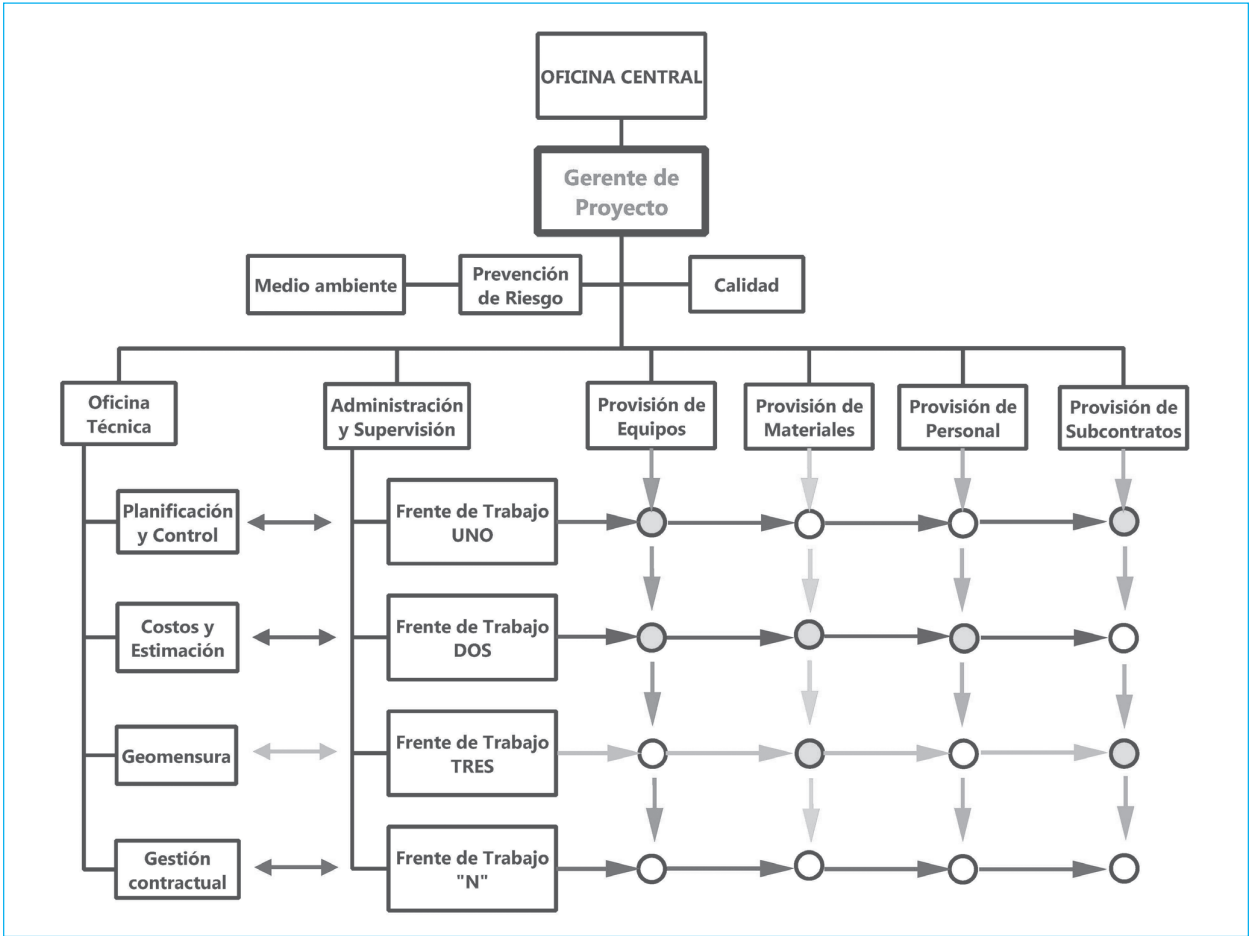 OFICINA CENTRAL
Gerente de
Proyecto
Medio ambiente
Prevención
de Riesgo
Calidad
Oficina
Técnica
Administración
y Supervisión
Provisión de
Equipos
Provisión de
Materiales
Provisión de
Personal
Provisión de
Subcontratos
Planificación
y Control
Frente de Trabajo
UNO
Costos y
Estimación
Frente de Trabajo
DOS
Geomensura
Frente de Trabajo
TRES
Gestión
contractual
Frente de Trabajo
"N"